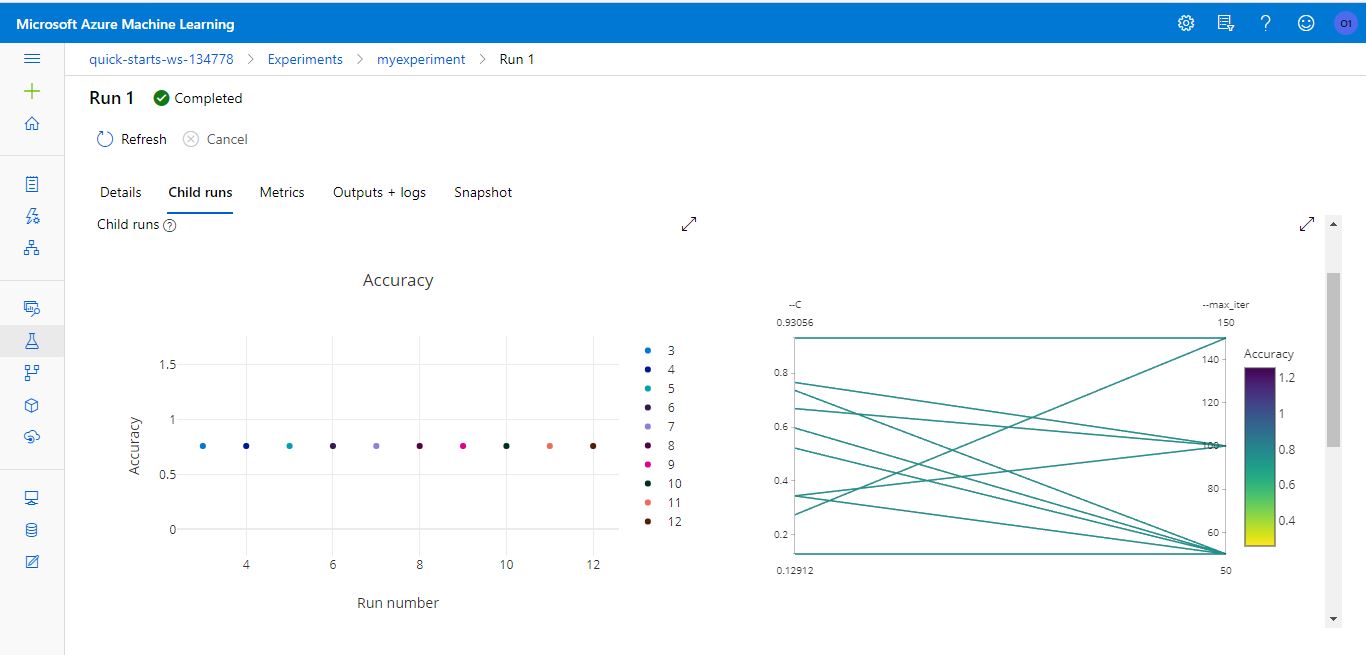 Microsoft Azure Machine Learning
O1
quick-starts-ws-134778 > Experiments > myexperiment > Run 1
Run 1 Completed
Refresh Cancel
Details Child runs Metrics Outputs + logs Snapshot
Child runs ?
Accuracy
Accuracy
1.5
1
0.5
0
4 6 8 10 12
Run number
3
4
5
6
7
8
9
10
11
12
--C --max_iter
0.93056 150
0.8
0.6
0.4
0.2
0.12912
140
120
100
80
60
50
Accuracy
1.2
1
0.8
0.6
0.4